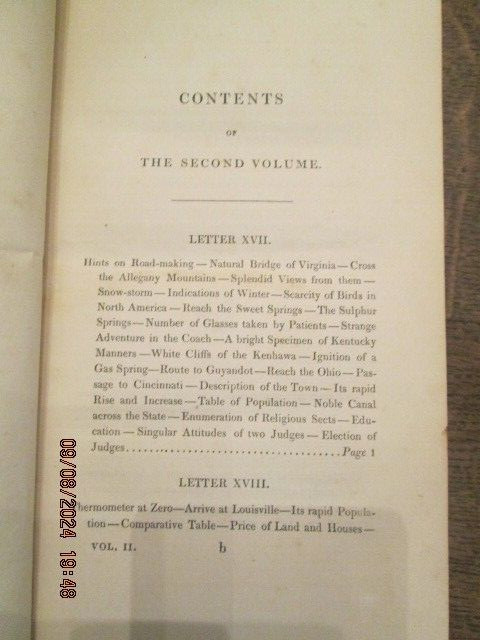 CONTENTS
OF
THE SECOND VOLUME.
LETTER XVII.
Hints on Road-making—Natural Bridge of Virginia—Cross
the Allegany Mountains—Splendid Views from them—
Snow-storm—Indications of Winter—Scarcity of Birds in
North America—Reach the Sweet Springs—The Sulphur
Springs—Number of Glasses taken by Patients—Strange
Adventure in the Coach—A bright Specimen of Kentucky
Manners—White Cliffs of the Kenhawa—Ignition of a
Gas Spring—Route to Guyandot—Reach the Ohio—Pas-
sage to Cincinnati—Description of the Town—Its rapid
Rise and Increase—Table of Population—Noble Canal
across the State—Enumeration of Religious Sects—Edu-
cation—Singular Attitudes of two Judges—Election of
Judges.......................................Page 1
LETTER XVIII.
Thermometer at Zero—Arrive at Louisville—Its rapid Popula-
tion—Comparative Table—Price of Land and Houses—
VOL. II. b
09/08/2024 19:48